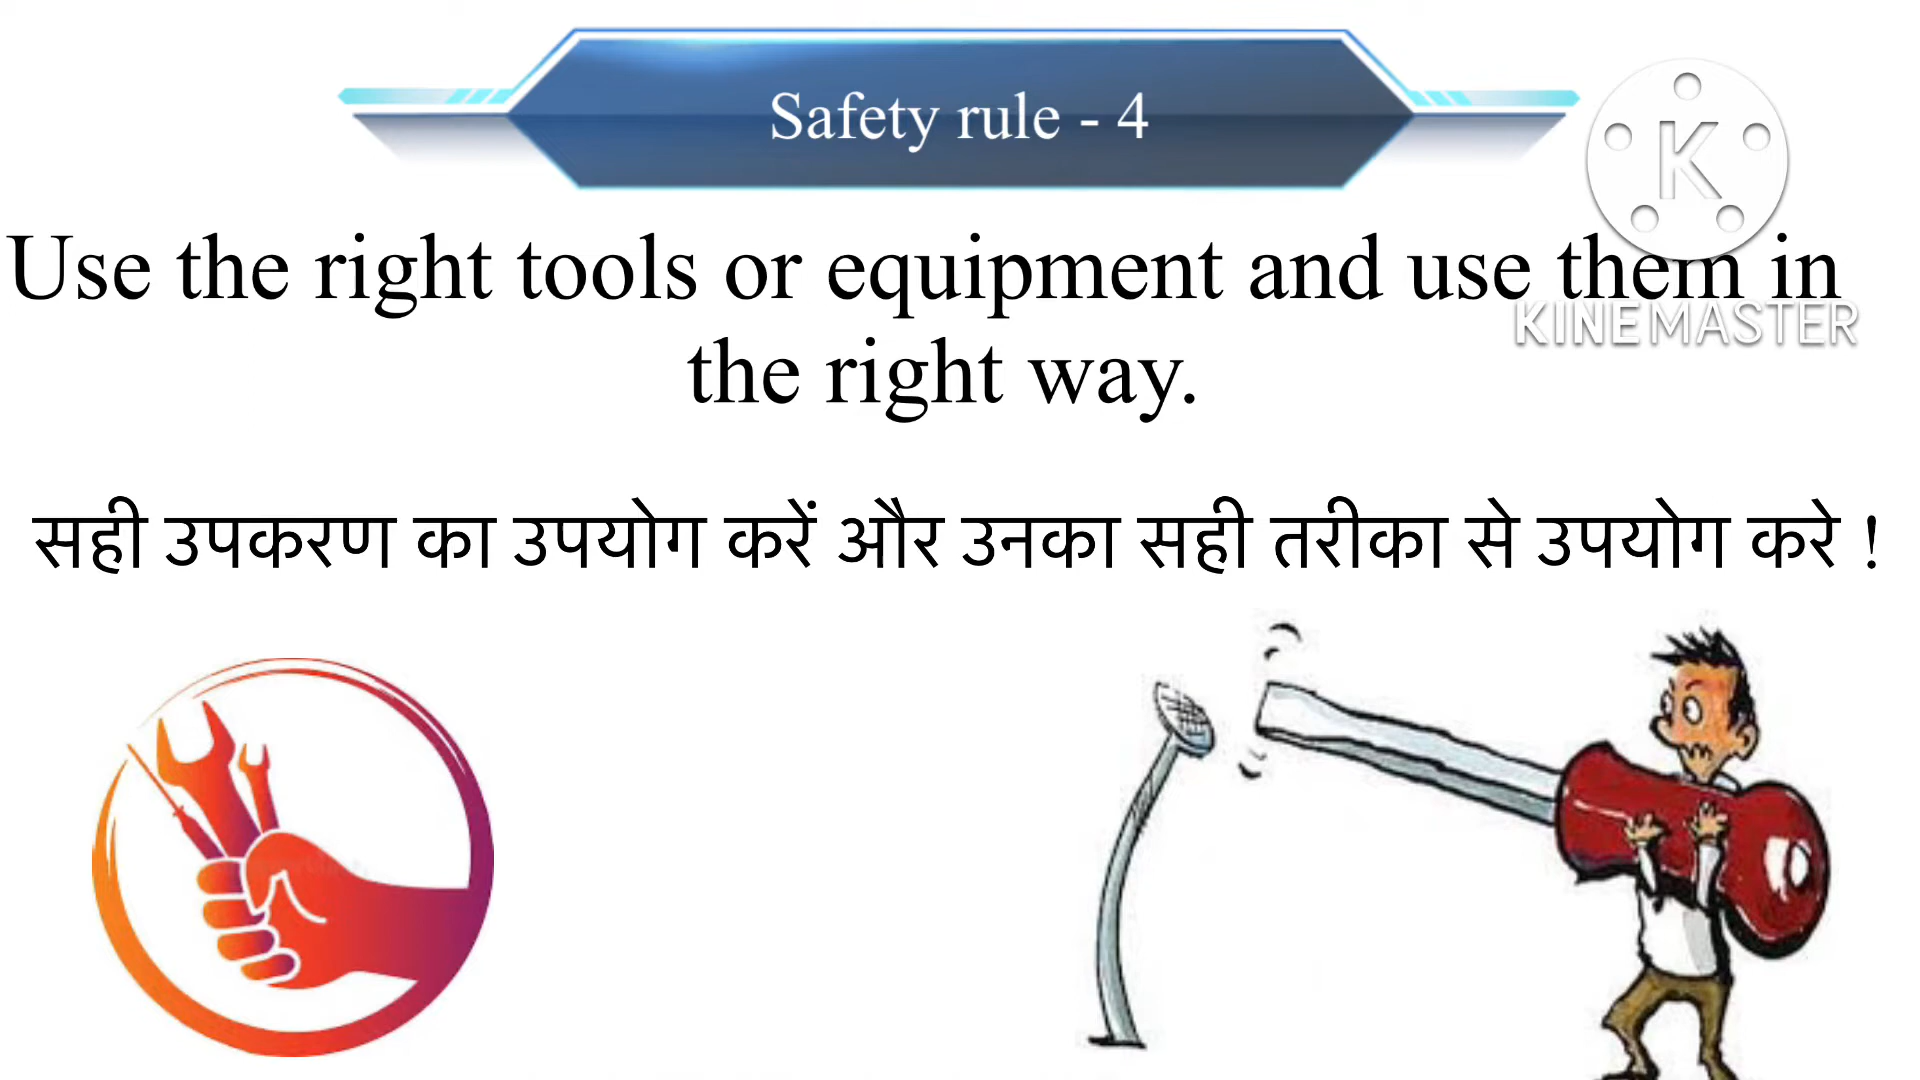 Safety rule - 4
K
Use the right tools or equipment and use them in
KINEMASTER
the right way.
सही उपकरण का उपयोग करें और उनका सही तरीका से उपयोग करे !